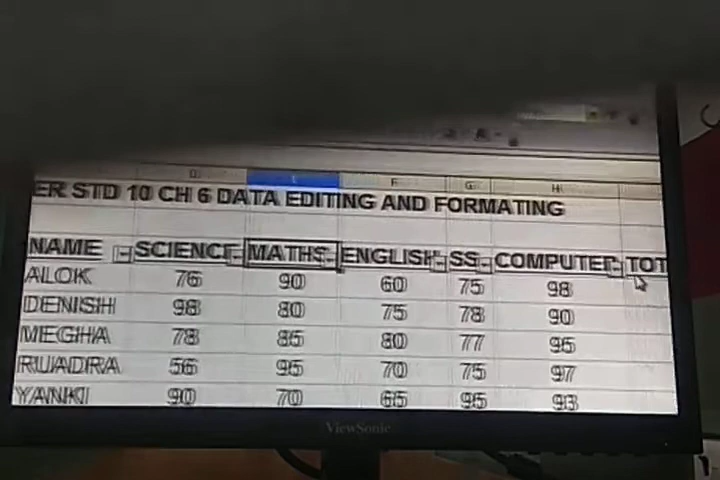 D E F G H
ER STD 10 CH 6 DATA EDITING AND FORMATING
NAME SCIENCE MATHS ENGLISH SS COMPUTER TOT
ALOK 76 90 60 75 98
DENISH 98 80 75 78 90
MEGHA 78 85 80 77 95
RUADRA 56 95 70 75 97
YANKI 90 70 65 95 93
ViewSonic